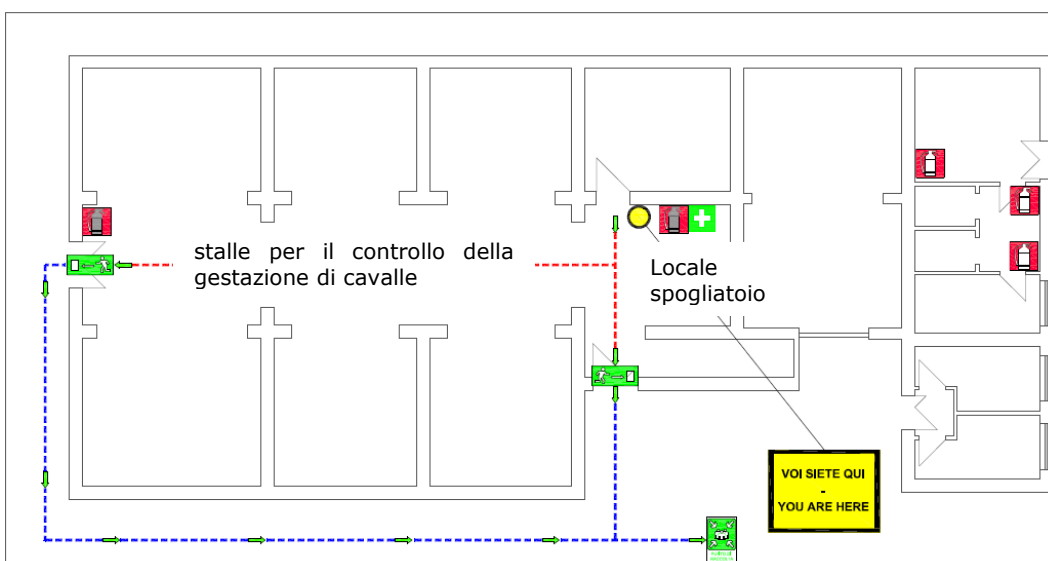 stalle per il controllo della
gestazione di cavalle
Locale
spogliatoio
VOI SIETE QUI
-
YOU ARE HERE